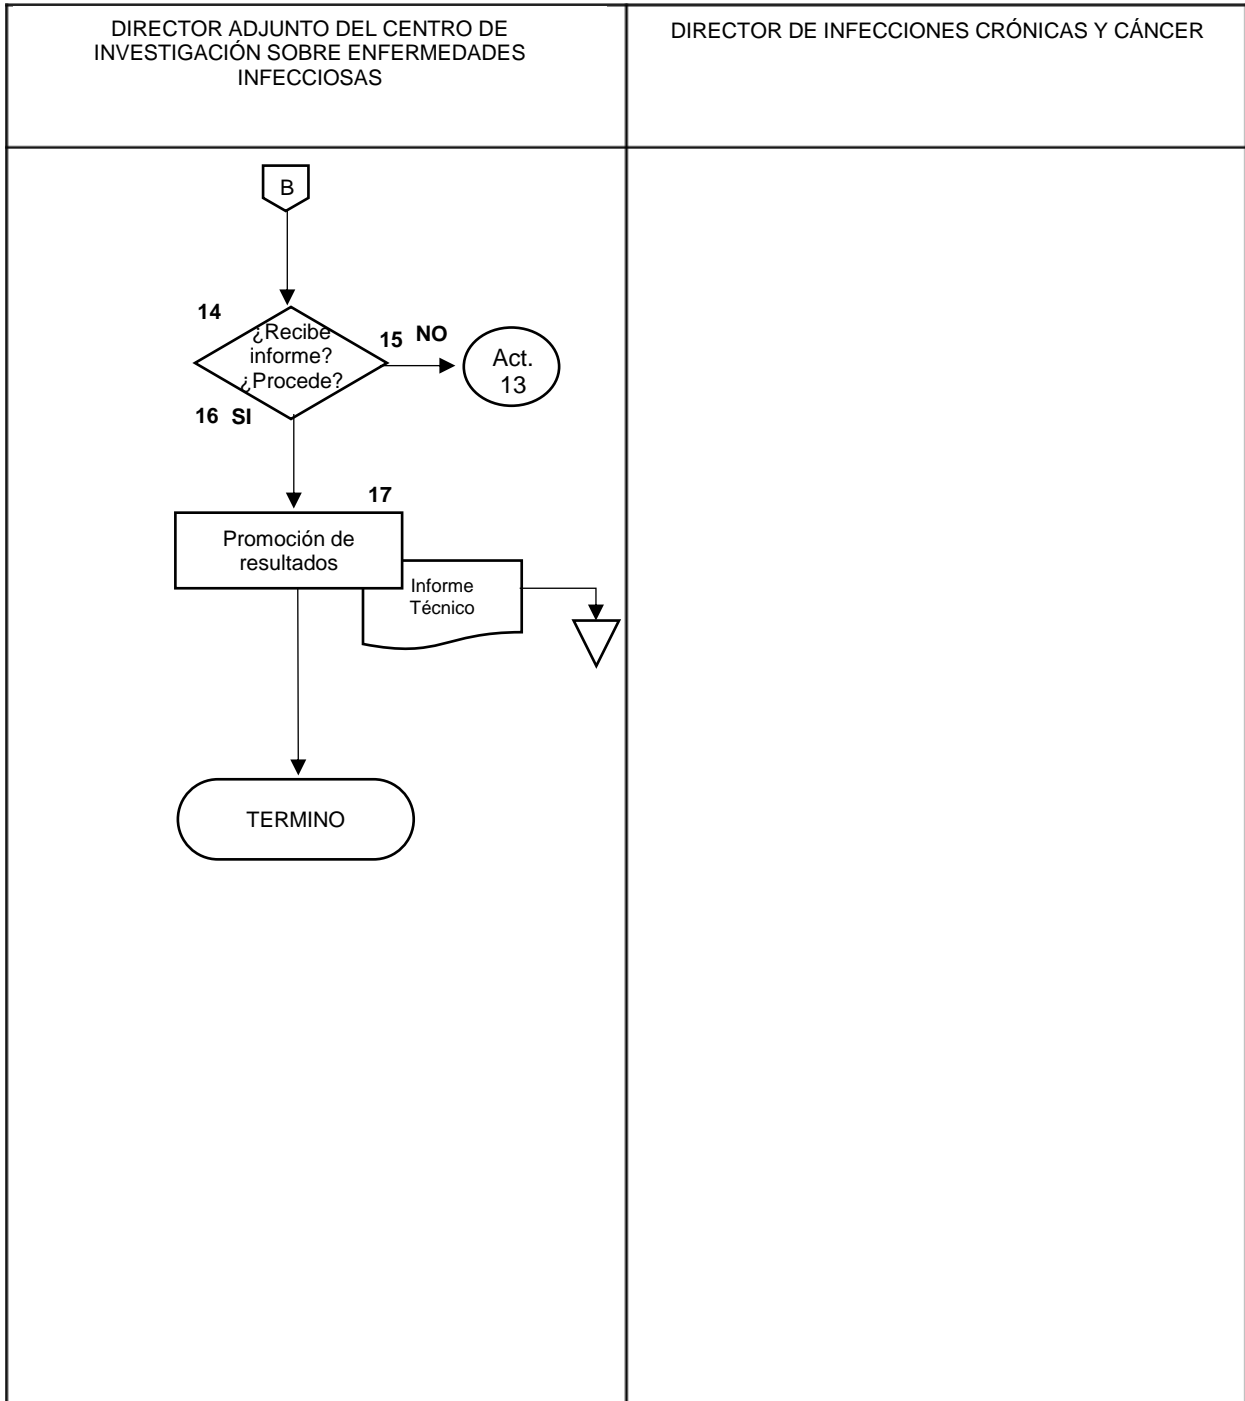 DIRECTOR ADJUNTO DEL CENTRO DE
INVESTIGACIÓN SOBRE ENFERMEDADES
INFECCIOSAS
DIRECTOR DE INFECCIONES CRÓNICAS Y CÁNCER
B
14
¿Recibe
informe?
¿Procede?
15 NO
Act.
13
16 SI
17
Promoción de
resultados
Informe
Técnico
TERMINO